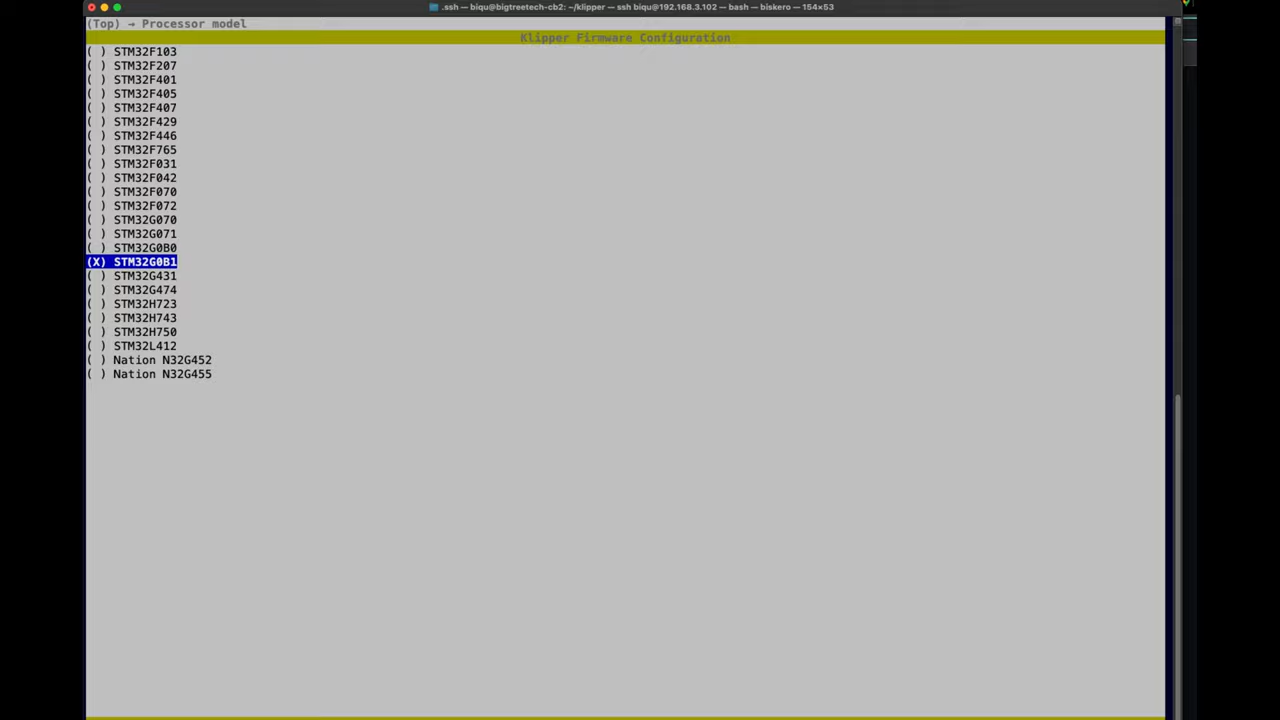 .ssh — biqu@bigtreetech-cb2: ~/klipper — ssh biqu@192.168.3.102 — bash — biskero — 154×53
(Top) → Processor model
Klipper Firmware Configuration
( ) STM32F103
( ) STM32F207
( ) STM32F401
( ) STM32F405
( ) STM32F407
( ) STM32F429
( ) STM32F446
( ) STM32F765
( ) STM32F031
( ) STM32F042
( ) STM32F070
( ) STM32F072
( ) STM32G070
( ) STM32G071
( ) STM32G0B0
(X) STM32G0B1
( ) STM32G431
( ) STM32G474
( ) STM32H723
( ) STM32H743
( ) STM32H750
( ) STM32L412
( ) Nation N32G452
( ) Nation N32G455